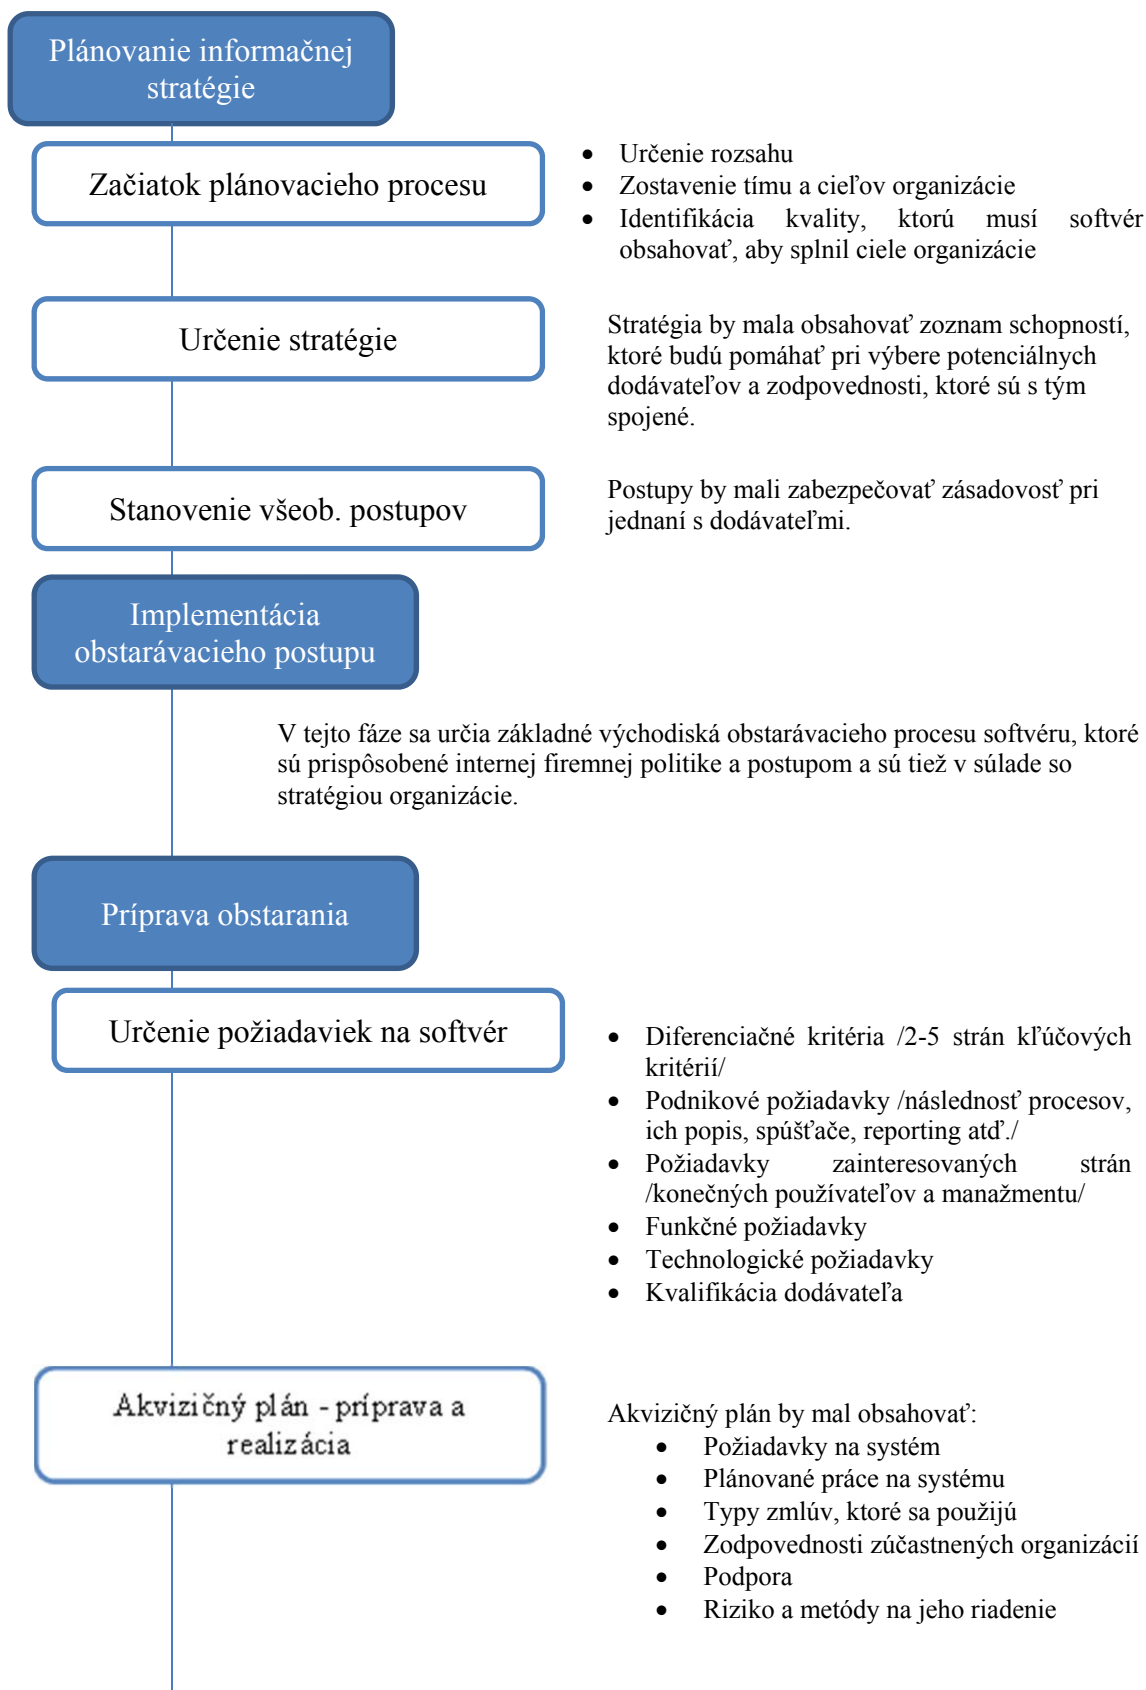 Plánovanie informačnej
stratégie
Začiatok plánovacieho procesu
• Určenie rozsahu
• Zostavenie tímu a cieľov organizácie
• Identifikácia kvality, ktorú musí softvér
obsahovať, aby splnil ciele organizácie
Určenie stratégie
Stratégia by mala obsahovať zoznam schopností,
ktoré budú pomáhať pri výbere potenciálnych
dodávateľov a zodpovednosti, ktoré sú s tým
spojené.
Stanovenie všeob. postupov
Postupy by mali zabezpečovať zásadovosť pri
jednaní s dodávateľmi.
Implementácia
obstarávacieho postupu
V tejto fáze sa určia základné východiská obstarávacieho procesu softvéru, ktoré
sú prispôsobené internej firemnej politike a postupom a sú tiež v súlade so
stratégiou organizácie.
Príprava obstarania
Určenie požiadaviek na softvér
• Diferenciačné kritéria /2-5 strán kľúčových
kritérií/
• Podnikové požiadavky /následnosť procesov,
ich popis, spúšťače, reporting atď./
• Požiadavky zainteresovaných strán
/konečných používateľov a manažmentu/
• Funkčné požiadavky
• Technologické požiadavky
• Kvalifikácia dodávateľa
Akvizičný plán - príprava a
realizácia
Akvizičný plán by mal obsahovať:
• Požiadavky na systém
• Plánované práce na systému
• Typy zmlúv, ktoré sa použijú
• Zodpovednosti zúčastnených organizácií
• Podpora
• Riziko a metódy na jeho riadenie